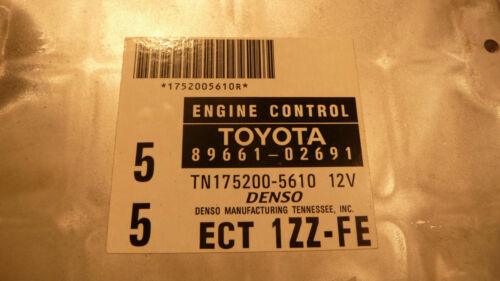 *1752005610R*
ENGINE CONTROL
TOYOTA
89661-02691
5
TN175200-5610 12V
DENSO
DENSO MANUFACTURING TENNESSEE, INC.
5
ECT 1ZZ-FE